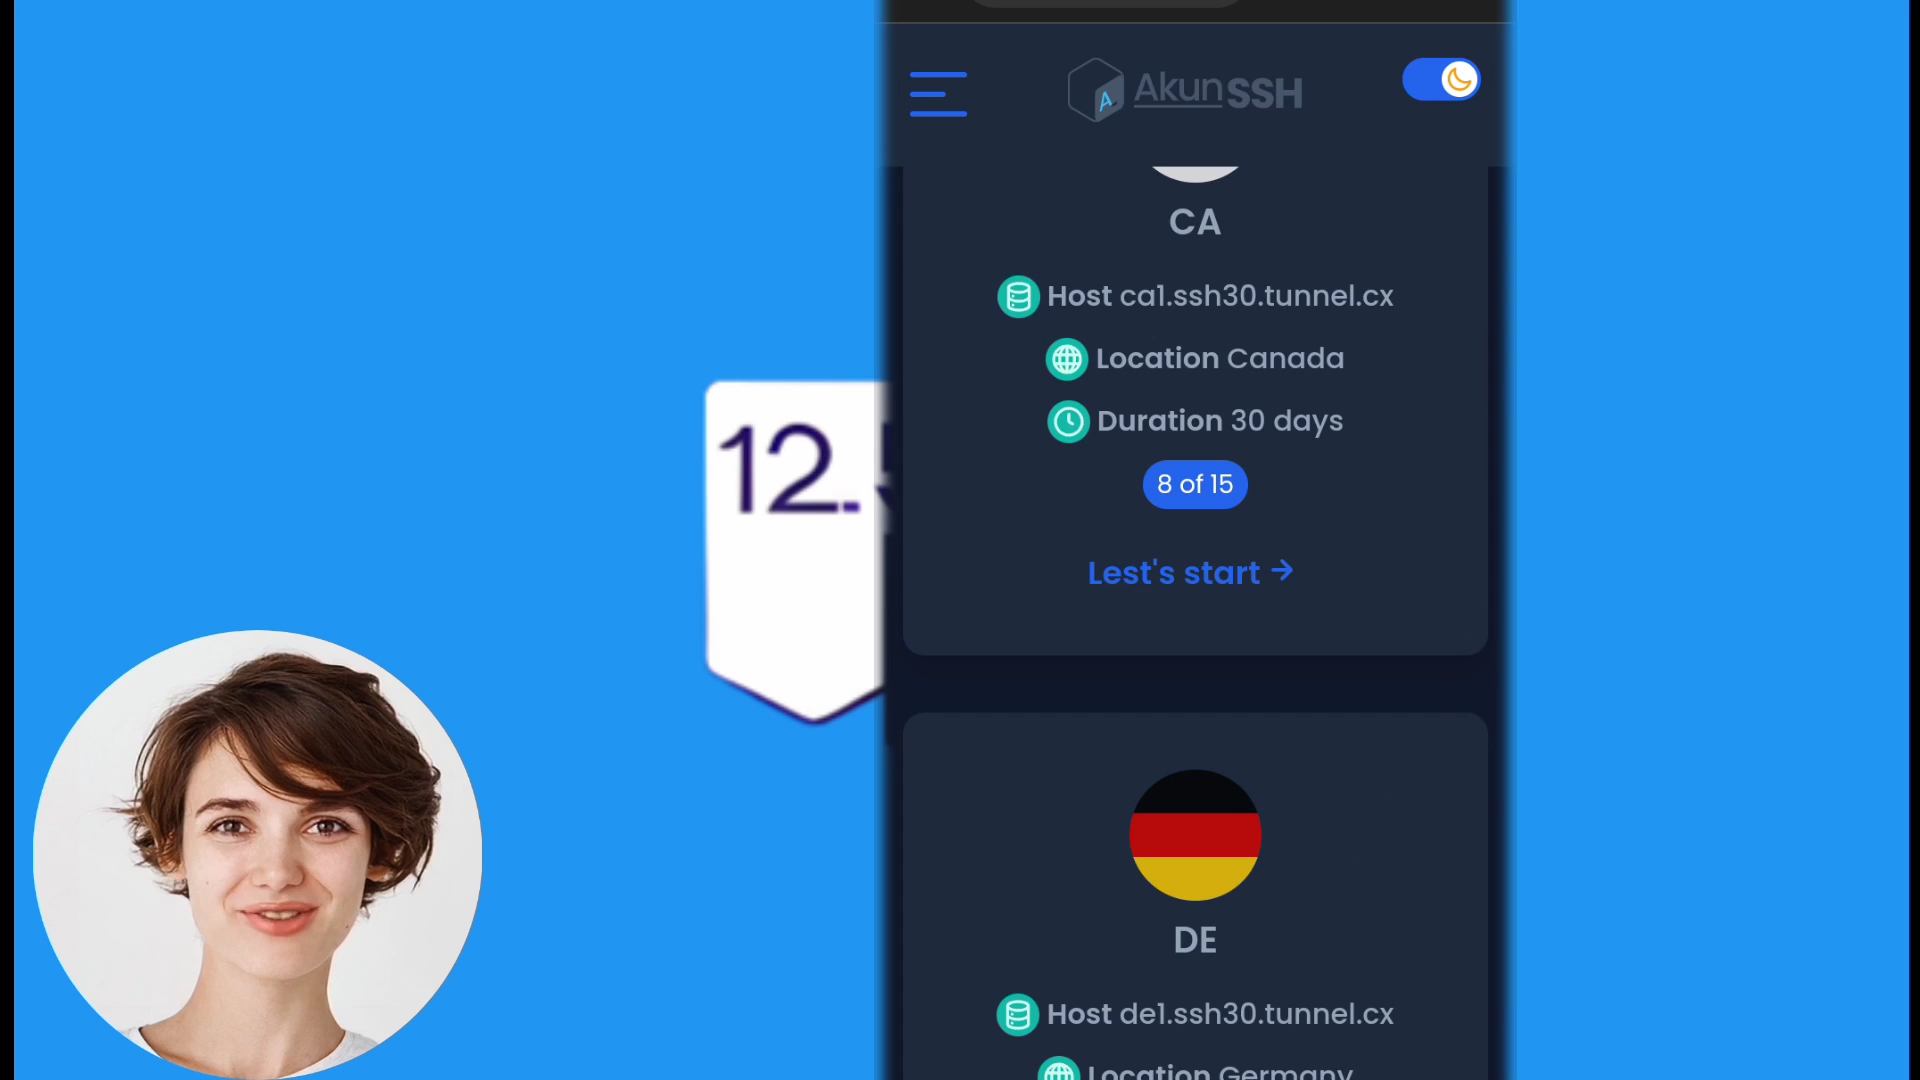 AkunSSH
CA
Host ca1.ssh30.tunnel.cx
Location Canada
Duration 30 days
8 of 15
12.
Lest's start →
DE
Host de1.ssh30.tunnel.cx
Location Germany